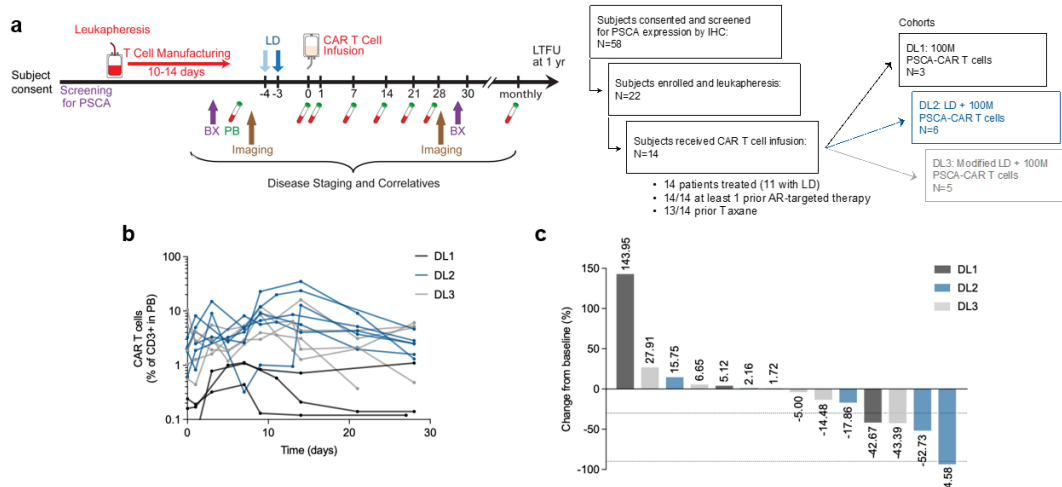 a
Leukapheresis
T Cell Manufacturing
10-14 days
LD
CAR T Cell
Infusion
LTFU
at 1 yr
Subject
consent
Screening
for PSCA
-4 -3 0 1 7 14 21 28 30 monthly
BX PB
Imaging
Imaging
BX
Disease Staging and Correlatives
Subjects consented and screened
for PSCA expression by IHC:
N=58
Subjects enrolled and leukapheresis:
N=22
Subjects received CAR T cell infusion:
N=14
• 14 patients treated (11 with LD)
• 14/14 at least 1 prior AR-targeted therapy
• 13/14 prior Taxane
Cohorts
DL1: 100M
PSCA-CAR T cells
N=3
DL2: LD + 100M
PSCA-CAR T cells
N=6
DL3: Modified LD + 100M
PSCA-CAR T cells
N=5
b
CAR T cells
(% of CD3+ in PB)
100
10
1
0.1
0 10 20 30
Time (days)
DL1
DL2
DL3
c
Change from baseline (%)
150
100
50
0
-50
-100
143.95
27.91
15.75
6.65
5.12
2.16
1.72
-5.00
-14.48
-17.86
-42.67
-43.39
-52.73
4.58
DL1
DL2
DL3